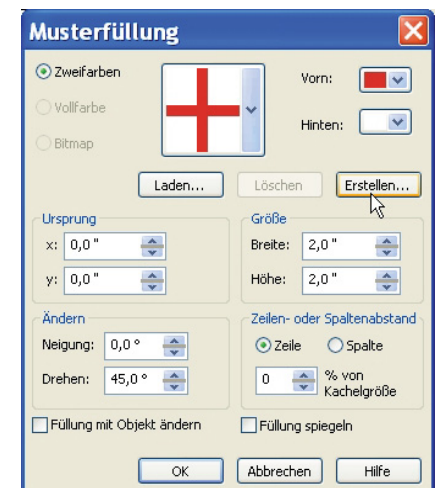 Musterfüllung
Zweifarben
Vorn:
Vollfarbe
Hinten:
Bitmap
Laden...
Löschen
Erstellen...
Ursprung
Größe
x: 0,0 "
Breite: 2,0 "
y: 0,0 "
Höhe: 2,0 "
Ändern
Zeilen- oder Spaltenabstand
Neigung: 0,0 °
Zeile
Spalte
Drehen: 45,0 °
0 % von
Kachelgröße
Füllung mit Objekt ändern
Füllung spiegeln
OK
Abbrechen
Hilfe